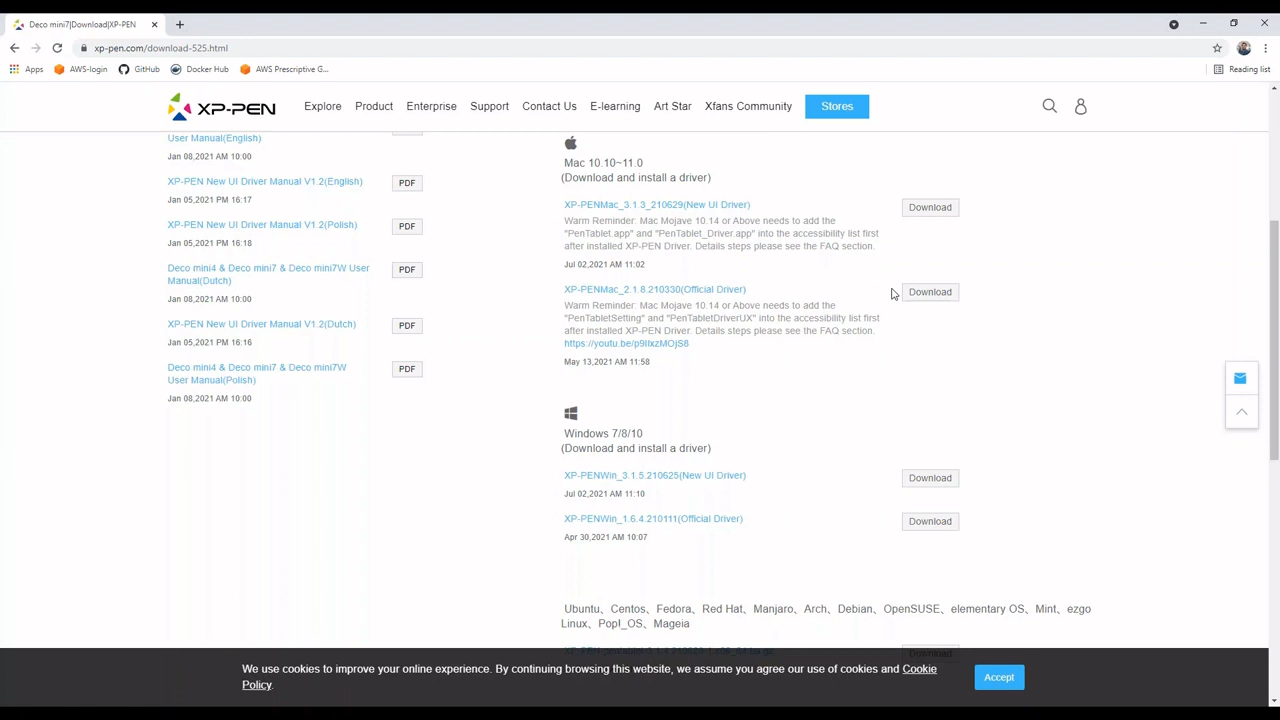 Deco mini7|Download|XP-PEN
xp-pen.com/download-525.html
Apps AWS-login GitHub Docker Hub AWS Prescriptive G... Reading list
XP-PEN Explore Product Enterprise Support Contact Us E-learning Art Star Xfans Community Stores
User Manual(English)
Jan 08,2021 AM 10:00
XP-PEN New UI Driver Manual V1.2(English) PDF
Jan 05,2021 PM 16:17
XP-PEN New UI Driver Manual V1.2(Polish) PDF
Jan 05,2021 PM 16:18
Deco mini4 & Deco mini7 & Deco mini7W User PDF
Manual(Dutch)
Jan 08,2021 AM 10:00
XP-PEN New UI Driver Manual V1.2(Dutch) PDF
Jan 05,2021 PM 16:16
Deco mini4 & Deco mini7 & Deco mini7W PDF
User Manual(Polish)
Jan 08,2021 AM 10:00
Mac 10.10~11.0
(Download and install a driver)
XP-PENMac_3.1.3_210629(New UI Driver) Download
Warm Reminder: Mac Mojave 10.14 or Above needs to add the
"PenTablet.app" and "PenTablet_Driver.app" into the accessibility list first
after installed XP-PEN Driver. Details steps please see the FAQ section.
Jul 02,2021 AM 11:02
XP-PENMac_2.1.8.210330(Official Driver) Download
Warm Reminder: Mac Mojave 10.14 or Above needs to add the
"PenTabletSetting" and "PenTabletDriverUX" into the accessibility list first
after installed XP-PEN Driver. Details steps please see the FAQ section.
https://youtu.be/p9IIxzMOjS8
May 13,2021 AM 11:58
Windows 7/8/10
(Download and install a driver)
XP-PENWin_3.1.5.210625(New UI Driver) Download
Jul 02,2021 AM 11:10
XP-PENWin_1.6.4.210111(Official Driver) Download
Apr 30,2021 AM 10:07
Ubuntu、Centos、Fedora、Red Hat、Manjaro、Arch、Debian、OpenSUSE、elementary OS、Mint、ezgo
Linux、Pop!_OS、Mageia
Download
We use cookies to improve your online experience. By continuing browsing this website, we assume you agree our use of cookies and Cookie
Policy.
Accept